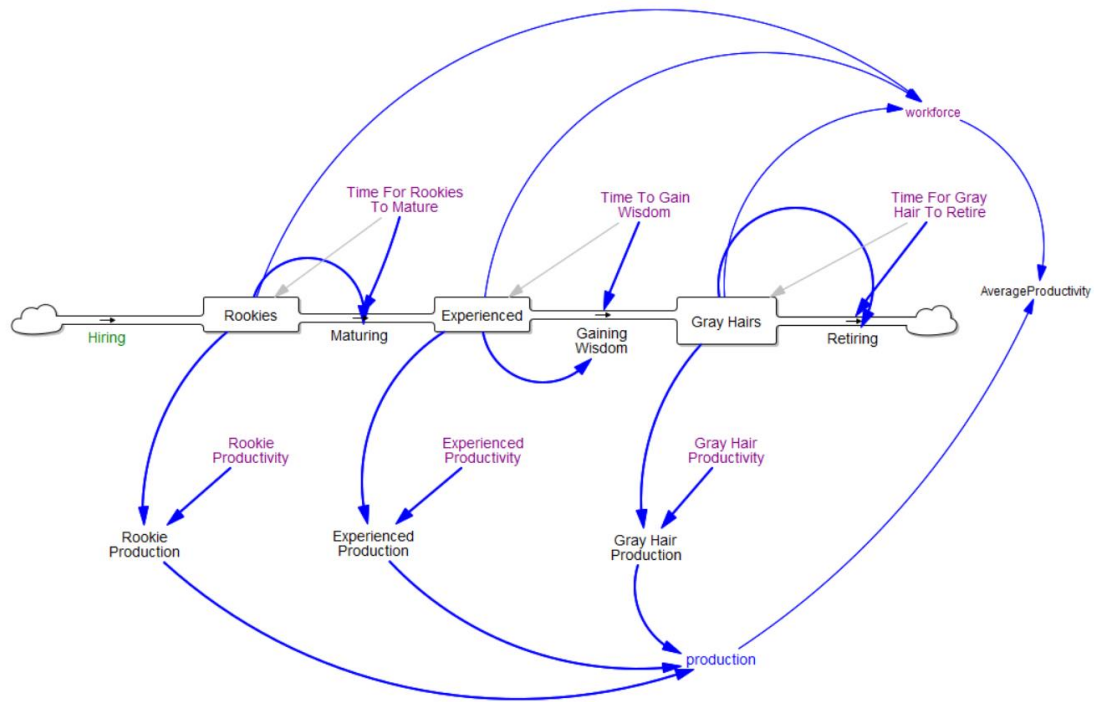 workforce
Time For Rookies
To Mature
Time To Gain
Wisdom
Time For Gray
Hair To Retire
AverageProductivity
Rookies
Experienced
Gray Hairs
Hiring
Maturing
Gaining
Wisdom
Retiring
Rookie
Productivity
Experienced
Productivity
Gray Hair
Productivity
Rookie
Production
Experienced
Production
Gray Hair
Production
production